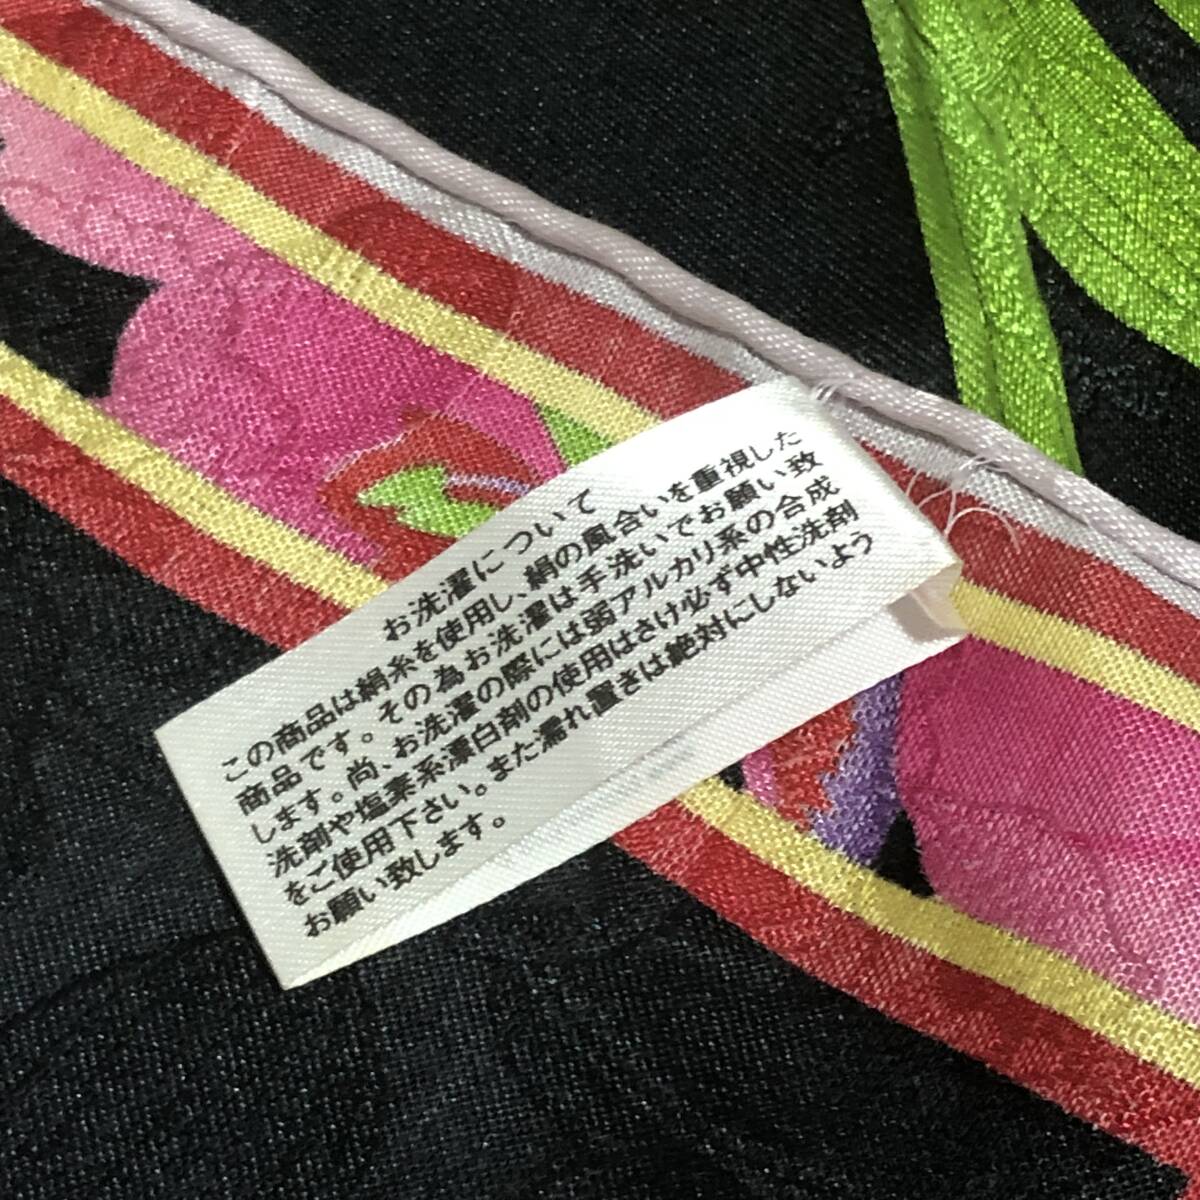 お洗濯について
この商品は絹糸を使用し、絹の風合いを重視した
商品です。その為お洗濯は手洗いでお願い致
します。尚、お洗濯の際には弱アルカリ系の合成
洗剤や塩素系漂白剤の使用はさけ必ず中性洗剤
をご使用下さい。また濡れ置きは絶対にしないよう
お願い致します。